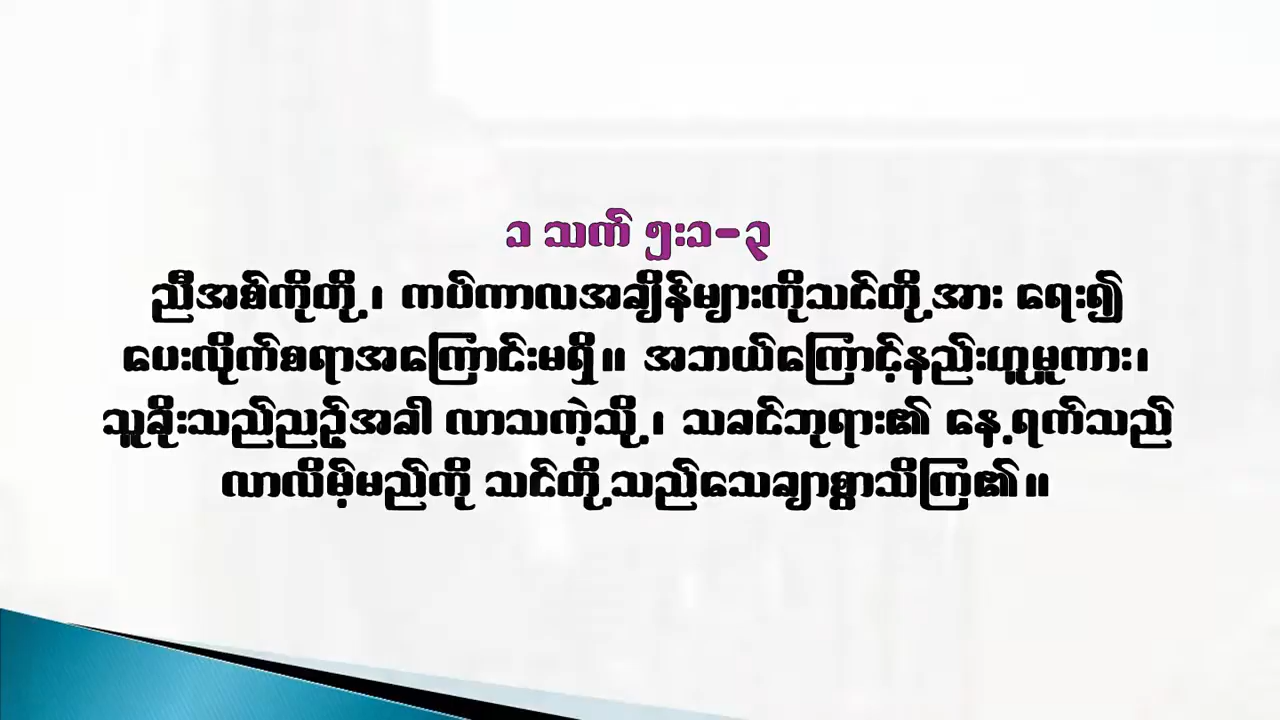 ၁ သက် ၅း၁-၃
ညီအစ်ကိုတို့၊ ကပ်ကာလအချိန်များကိုသင်တို့အား ရေး၍
ပေးလိုက်စရာအကြောင်းမရှိ။ အဘယ်ကြောင့်နည်းဟူမူကား၊
သူခိုးသည်ညဉ့်အခါ လာသကဲ့သို့၊ သခင်ဘုရား၏ နေ့ရက်သည်
လာလိမ့်မည်ကို သင်တို့သည်သေချာစွာသိကြ၏။